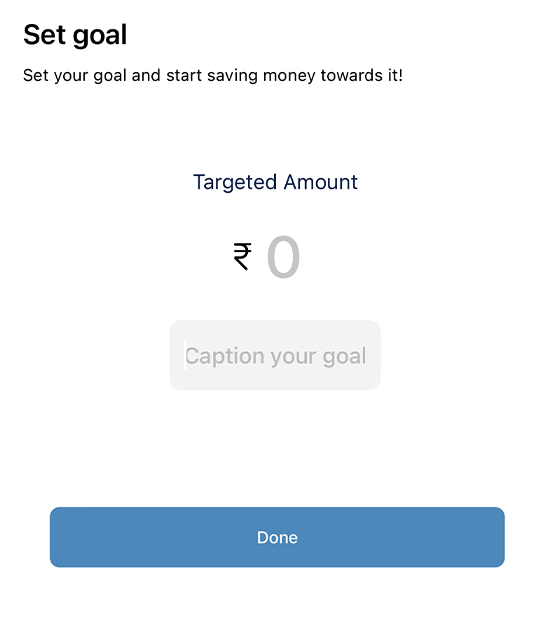 Set goal
Set your goal and start saving money towards it!
Targeted Amount
₹ 0
Caption your goal
Done